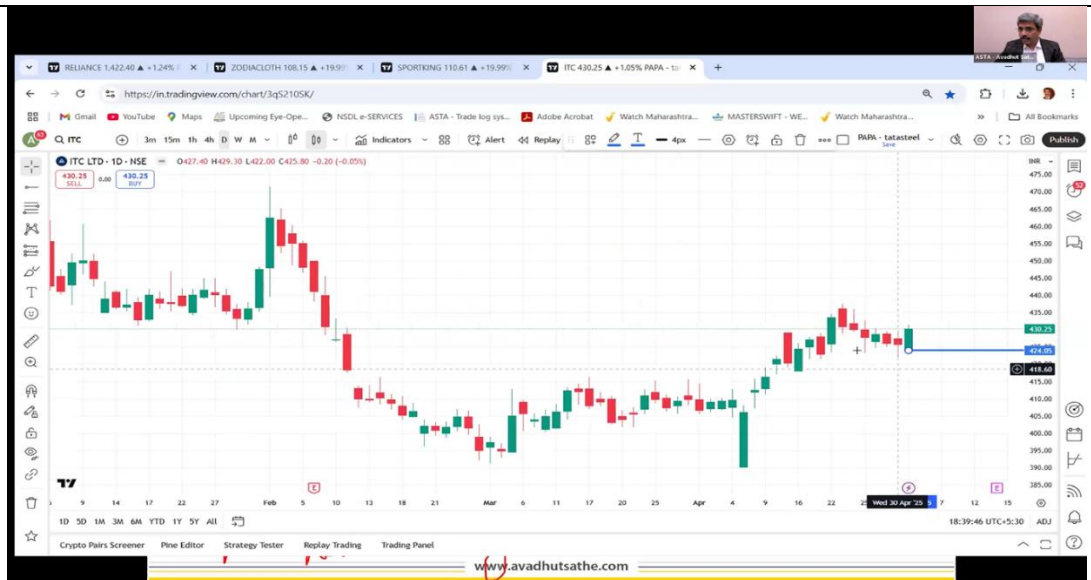 ASTA - Avadhut Sat...
RELIANCE 1,422.40 ▲ +1.24%
ZODIACLOTH 108.15 ▲ +19.99
SPORTKING 110.61 ▲ +19.99%
ITC 430.25 ▲ +1.05% PAPA - ta
https://in.tradingview.com/chart/3qS210SK/
Gmail YouTube Maps Upcoming Eye-Ope... NSDL e-SERVICES ASTA - Trade log sys... Adobe Acrobat Watch Maharashtra... MASTERSWIFT - WE... Watch Maharashtra... » All Bookmarks
A ITC 3m 15m 1h 4h D W M Indicators Alert Replay T 4px PAPA - tatasteel Save Publish
ITC LTD · 1D · NSE O427.40 H429.30 L422.00 C425.80 -0.20 (-0.05%)
INR
430.25 SELL 0.00 430.25 BUY
475.00
470.00
465.00
460.00
455.00
450.00
445.00
440.00
435.00
430.25
424.05
418.60
415.00
410.00
405.00
400.00
395.00
390.00
385.00
9 14 17 22 27 Feb 5 10 13 18 21 Mar 6 11 17 20 25 Apr 4 9 16 22 Wed 30 Apr '25 7 12 15
1D 5D 1M 3M 6M YTD 1Y 5Y All 18:39:46 UTC+5:30 ADJ
Crypto Pairs Screener Pine Editor Strategy Tester Replay Trading Trading Panel
www.avadhutsathe.com